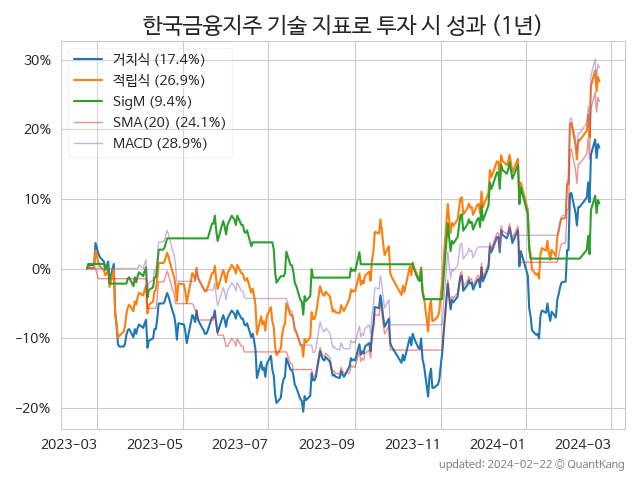 한국금융지주 기술 지표로 투자 시 성과 (1년)
30%
20%
10%
0%
−10%
−20%
거치식 (17.4%)
적립식 (26.9%)
SigM (9.4%)
SMA(20) (24.1%)
MACD (28.9%)
2023-03 2023-05 2023-07 2023-09 2023-11 2024-01 2024-03
updated: 2024-02-22 © QuantKang